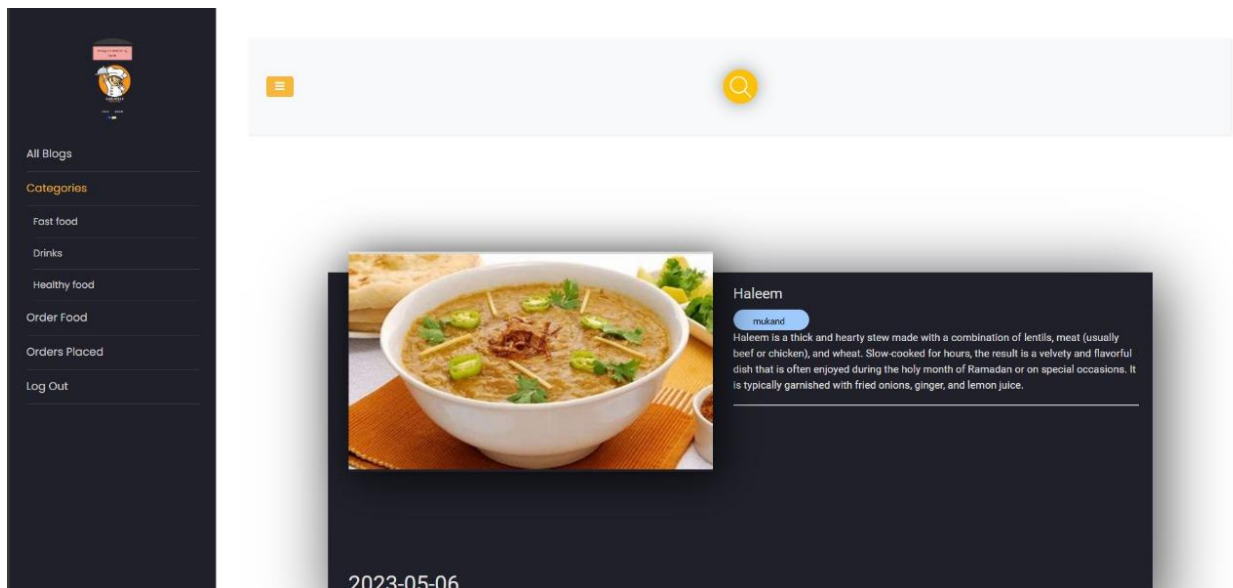 All Blogs
Categories
Fast food
Drinks
Healthy food
Order Food
Orders Placed
Log Out
Haleem
mukand
Haleem is a thick and hearty stew made with a combination of lentils, meat (usually
beef or chicken), and wheat. Slow-cooked for hours, the result is a velvety and flavorful
dish that is often enjoyed during the holy month of Ramadan or on special occasions. It
is typically garnished with fried onions, ginger, and lemon juice.
2023-05-06